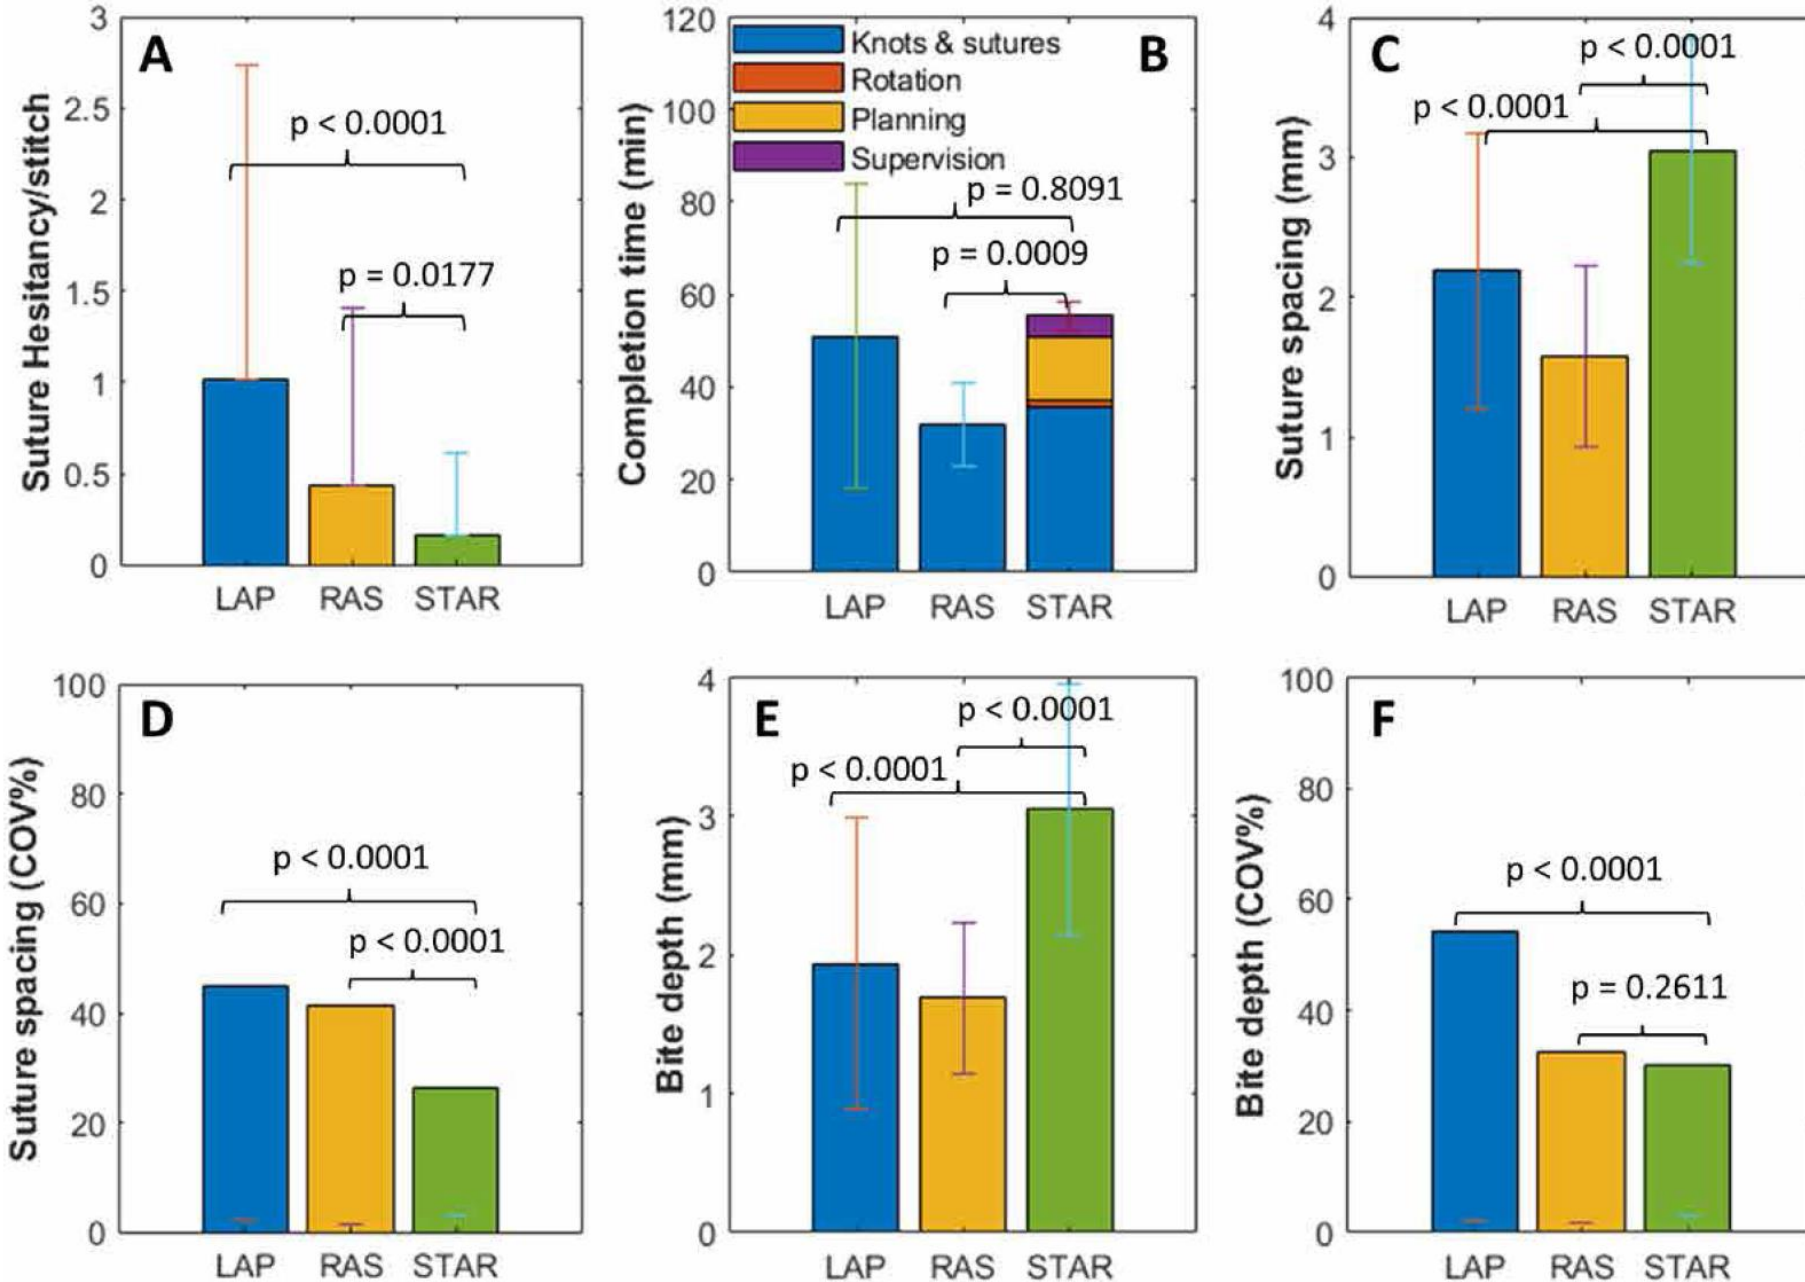 A
Suture Hesitancy/stitch
3
2.5
2
1.5
1
0.5
0
p < 0.0001
p = 0.0177
LAP RAS STAR
B
Completion time (min)
120
100
80
60
40
20
0
Knots & sutures
Rotation
Planning
Supervision
p = 0.8091
p = 0.0009
LAP RAS STAR
C
Suture spacing (mm)
4
3
2
1
0
p < 0.0001
p < 0.0001
LAP RAS STAR
D
Suture spacing (COV%)
100
80
60
40
20
0
p < 0.0001
p < 0.0001
LAP RAS STAR
E
Bite depth (mm)
4
3
2
1
0
p < 0.0001
p < 0.0001
LAP RAS STAR
F
Bite depth (COV%)
100
80
60
40
20
0
p < 0.0001
p = 0.2611
LAP RAS STAR